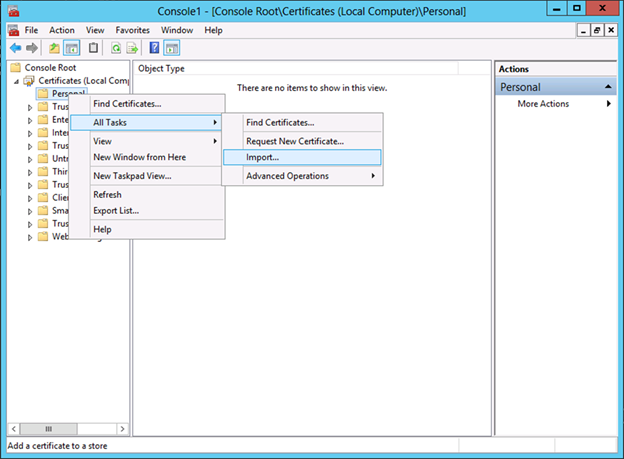 Console1 - [Console Root\Certificates (Local Computer)\Personal]
File Action View Favorites Window Help
Console Root
Certificates (Local Comp
Personal
Trus
Ente
Inter
Trus
Untr
Thir
Trus
Clie
Sma
Trus
Web
Object Type
There are no items to show in this view.
Find Certificates...
All Tasks
View
New Window from Here
New Taskpad View...
Refresh
Export List...
Help
Find Certificates...
Request New Certificate...
Import...
Advanced Operations
Actions
Personal
More Actions
Add a certificate to a store